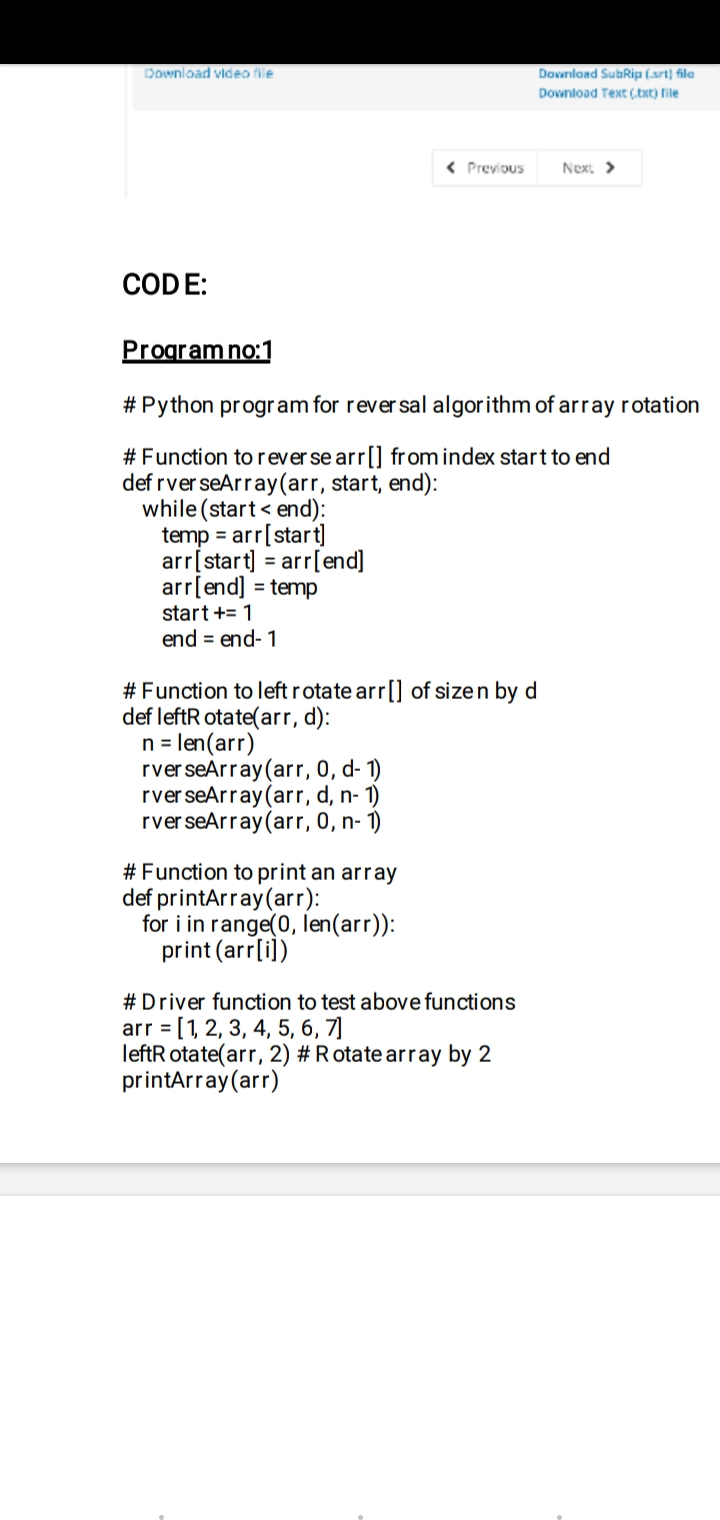 Download video file
Download SubRip (.srt) file
Download Text (.txt) file
Previous Next
CODE:
Program no:1
# Python program for reversal algorithm of array rotation
# Function to reverse arr[] from index start to end
def rverseArray(arr, start, end):
while (start < end):
temp = arr[start]
arr[start] = arr[end]
arr[end] = temp
start += 1
end = end- 1
# Function to left rotate arr[] of size n by d
def leftRotate(arr, d):
n = len(arr)
rverseArray(arr, 0, d- 1)
rverseArray(arr, d, n- 1)
rverseArray(arr, 0, n- 1)
# Function to print an array
def printArray(arr):
for i in range(0, len(arr)):
print (arr[i])
# Driver function to test above functions
arr = [1, 2, 3, 4, 5, 6, 7]
leftRotate(arr, 2) # Rotate array by 2
printArray(arr)